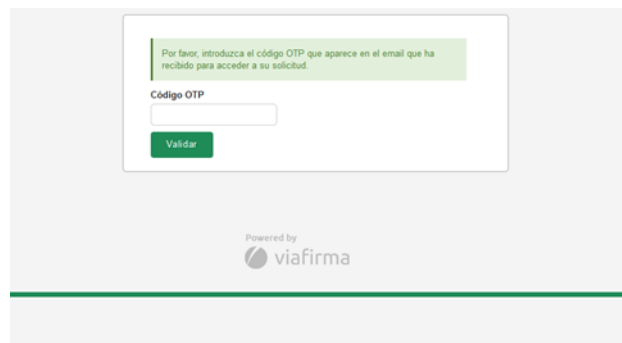 Por favor, introduzca el código OTP que aparece en el email que ha
recibido para acceder a su solicitud.
Código OTP
Validar
Powered by
viafirma